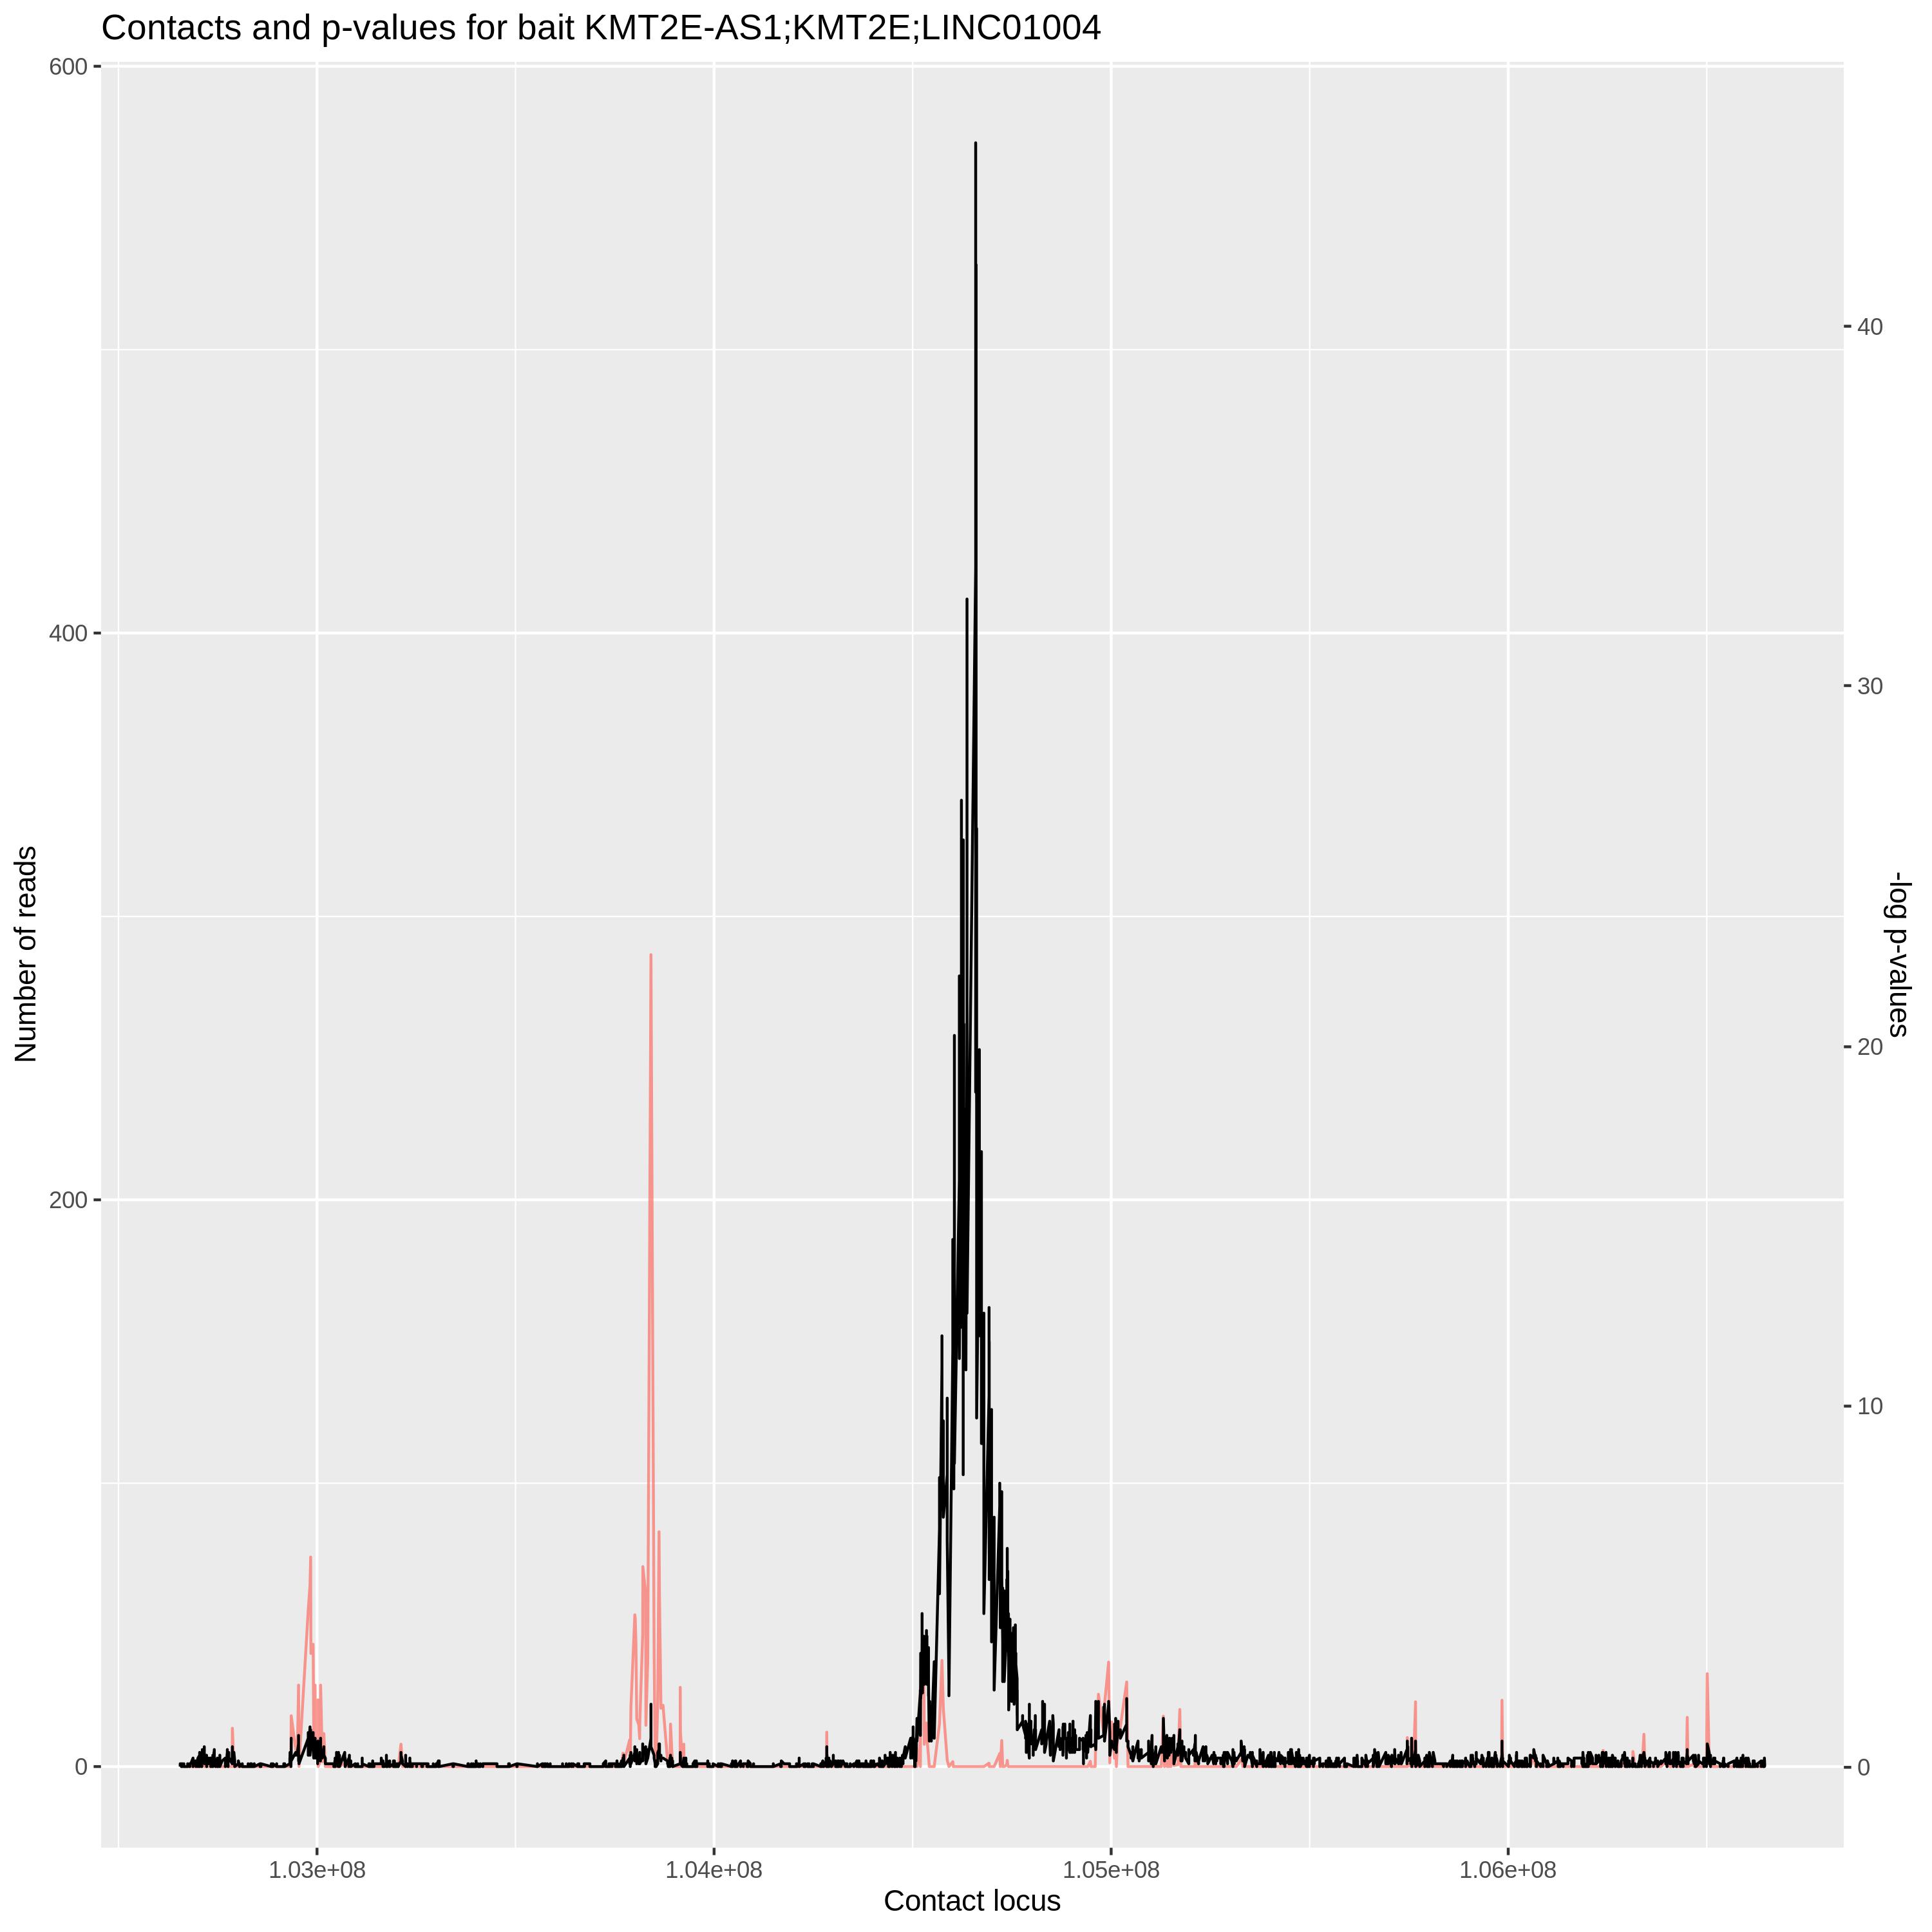 Contacts and p-values for bait KMT2E-AS1;KMT2E;LINC01004
600
400
200
0
Number of reads
40
30
20
10
0
-log p-values
1.03e+08
1.04e+08
1.05e+08
1.06e+08
Contact locus